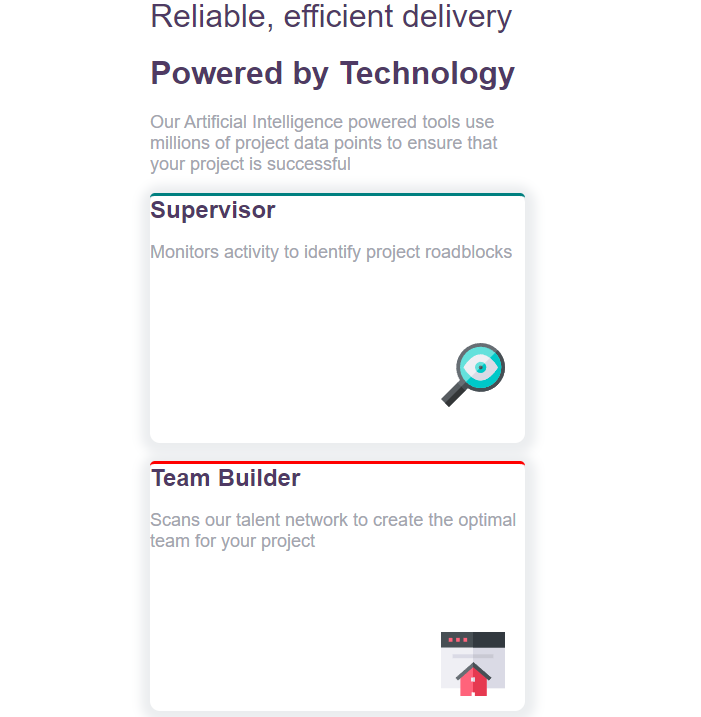 Reliable, efficient delivery
Powered by Technology
Our Artificial Intelligence powered tools use
millions of project data points to ensure that
your project is successful
Supervisor
Monitors activity to identify project roadblocks
Team Builder
Scans our talent network to create the optimal
team for your project